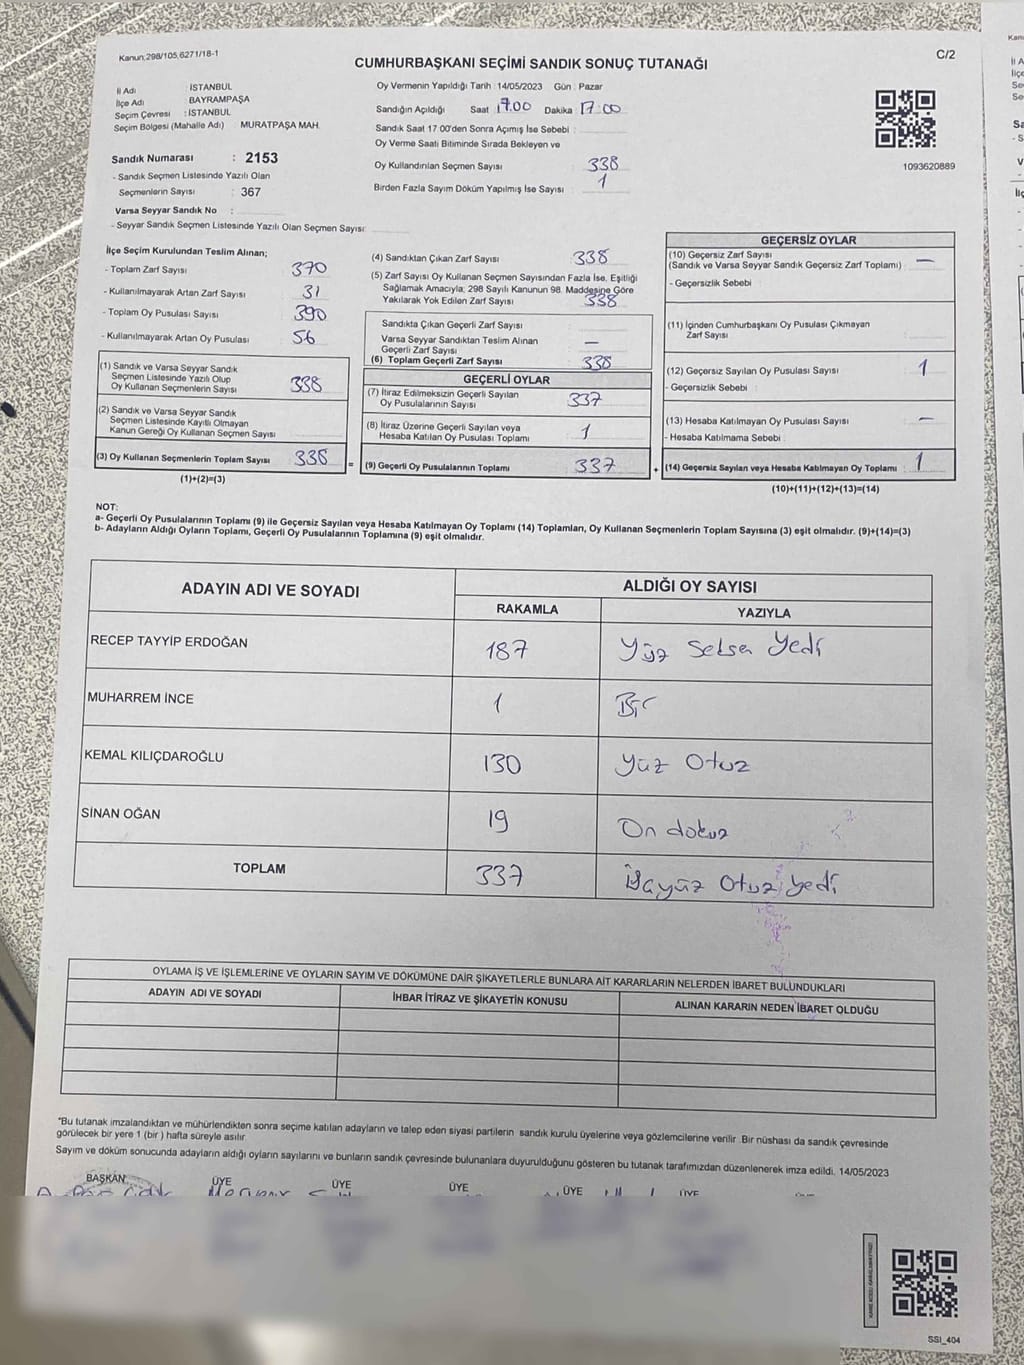 Kanun;298/105,6271/18-1
C/2
CUMHURBAŞKANI SEÇİMİ SANDIK SONUÇ TUTANAĞI
İl Adı : İSTANBUL
İlçe Adı : BAYRAMPAŞA
Seçim Çevresi : İSTANBUL
Seçim Bölgesi (Mahalle Adı) MURATPAŞA MAH.
Sandık Numarası : 2153
- Sandık Seçmen Listesinde Yazılı Olan
Seçmenlerin Sayısı : 367
Varsa Seyyar Sandık No :
- Seyyar Sandık Seçmen Listesinde Yazılı Olan Seçmen Sayısı:
Oy Vermenin Yapıldığı Tarih : 14/05/2023 Gün : Pazar
Sandığın Açıldığı Saat 17.00 Dakika 17:00
Sandık Saat 17.00'den Sonra Açımış İse Sebebi :
Oy Verme Saati Bitiminde Sırada Bekleyen ve
Oy Kullandırılan Seçmen Sayısı 338
Birden Fazla Sayım Döküm Yapılmış İse Sayısı 1
1093620889
İlçe Seçim Kurulundan Teslim Alınan;
- Toplam Zarf Sayısı 370
- Kullanılmayarak Artan Zarf Sayısı 31
- Toplam Oy Pusulası Sayısı 390
- Kullanılmayarak Artan Oy Pusulası 56
(1) Sandık ve Varsa Seyyar Sandık
Seçmen Listesinde Yazılı Olup
Oy Kullanan Seçmenlerin Sayısı 338
(2) Sandık ve Varsa Seyyar Sandık
Seçmen Listesinde Kayıtlı Olmayan
Kanun Gereği Oy Kullanan Seçmen Sayısı
(3) Oy Kullanan Seçmenlerin Toplam Sayısı 338
(1)+(2)=(3)
=
(4) Sandıktan Çıkan Zarf Sayısı 338
(5) Zarf Sayısı Oy Kullanan Seçmen Sayısından Fazla İse, Eşitliği
Sağlamak Amacıyla; 298 Sayılı Kanunun 98. Maddesine Göre
Yakılarak Yok Edilen Zarf Sayısı 338
Sandıkta Çıkan Geçerli Zarf Sayısı
Varsa Seyyar Sandıktan Teslim Alınan
Geçerli Zarf Sayısı —
(6) Toplam Geçerli Zarf Sayısı 338
GEÇERLİ OYLAR
(7) İtiraz Edilmeksizin Geçerli Sayılan
Oy Pusulalarının Sayısı 337
(8) İtiraz Üzerine Geçerli Sayılan veya
Hesaba Katılan Oy Pusulası Toplamı 1
(9) Geçerli Oy Pusulalarının Toplamı 337
+
GEÇERSİZ OYLAR
(10) Geçersiz Zarf Sayısı
(Sandık ve Varsa Seyyar Sandık Geçersiz Zarf Toplamı) —
- Geçersizlik Sebebi :
(11) İçinden Cumhurbaşkanı Oy Pusulası Çıkmayan
Zarf Sayısı
(12) Geçersiz Sayılan Oy Pusulası Sayısı 1
- Geçersizlik Sebebi :
(13) Hesaba Katılmayan Oy Pusulası Sayısı —
- Hesaba Katılmama Sebebi :
(14) Geçersiz Sayılan veya Hesaba Katılmayan Oy Toplamı 1
(10)+(11)+(12)+(13)=(14)
NOT:
a- Geçerli Oy Pusulalarının Toplamı (9) ile Geçersiz Sayılan veya Hesaba Katılmayan Oy Toplamı (14) Toplamları, Oy Kullanan Seçmenlerin Toplam Sayısına (3) eşit olmalıdır. (9)+(14)=(3)
b- Adayların Aldığı Oyların Toplamı, Geçerli Oy Pusulalarının Toplamına (9) eşit olmalıdır.
ADAYIN ADI VE SOYADI ALDIĞI OY SAYISI
RAKAMLA YAZIYLA
RECEP TAYYİP ERDOĞAN 187 Yüz Seksen Yedi
MUHARREM İNCE 1 Bir
KEMAL KILIÇDAROĞLU 130 Yüz Otuz
SİNAN OĞAN 19 On dokuz
TOPLAM 337 Üçyüz Otuz Yedi
OYLAMA İŞ VE İŞLEMLERİNE VE OYLARIN SAYIM VE DÖKÜMÜNE DAİR ŞİKAYETLERLE BUNLARA AİT KARARLARIN NELERDEN İBARET BULUNDUKLARI
ADAYIN ADI VE SOYADI İHBAR İTİRAZ VE ŞİKAYETİN KONUSU ALINAN KARARIN NEDEN İBARET OLDUĞU
"Bu tutanak imzalandıktan ve mühürlendikten sonra seçime katılan adayların ve talep eden siyasi partilerin sandık kurulu üyelerine veya gözlemcilerine verilir .Bir nüshası da sandık çevresinde
görülecek bir yere 1 (bir ) hafta süreyle asılır.
Sayım ve döküm sonucunda adayların aldığı oyların sayılarını ve bunların sandık çevresinde bulunanlara duyurulduğunu gösteren bu tutanak tarafımızdan düzenlenerek imza edildi. 14/05/2023
BAŞKAN ÜYE ÜYE ÜYE ÜYE ÜYE
SSI_404